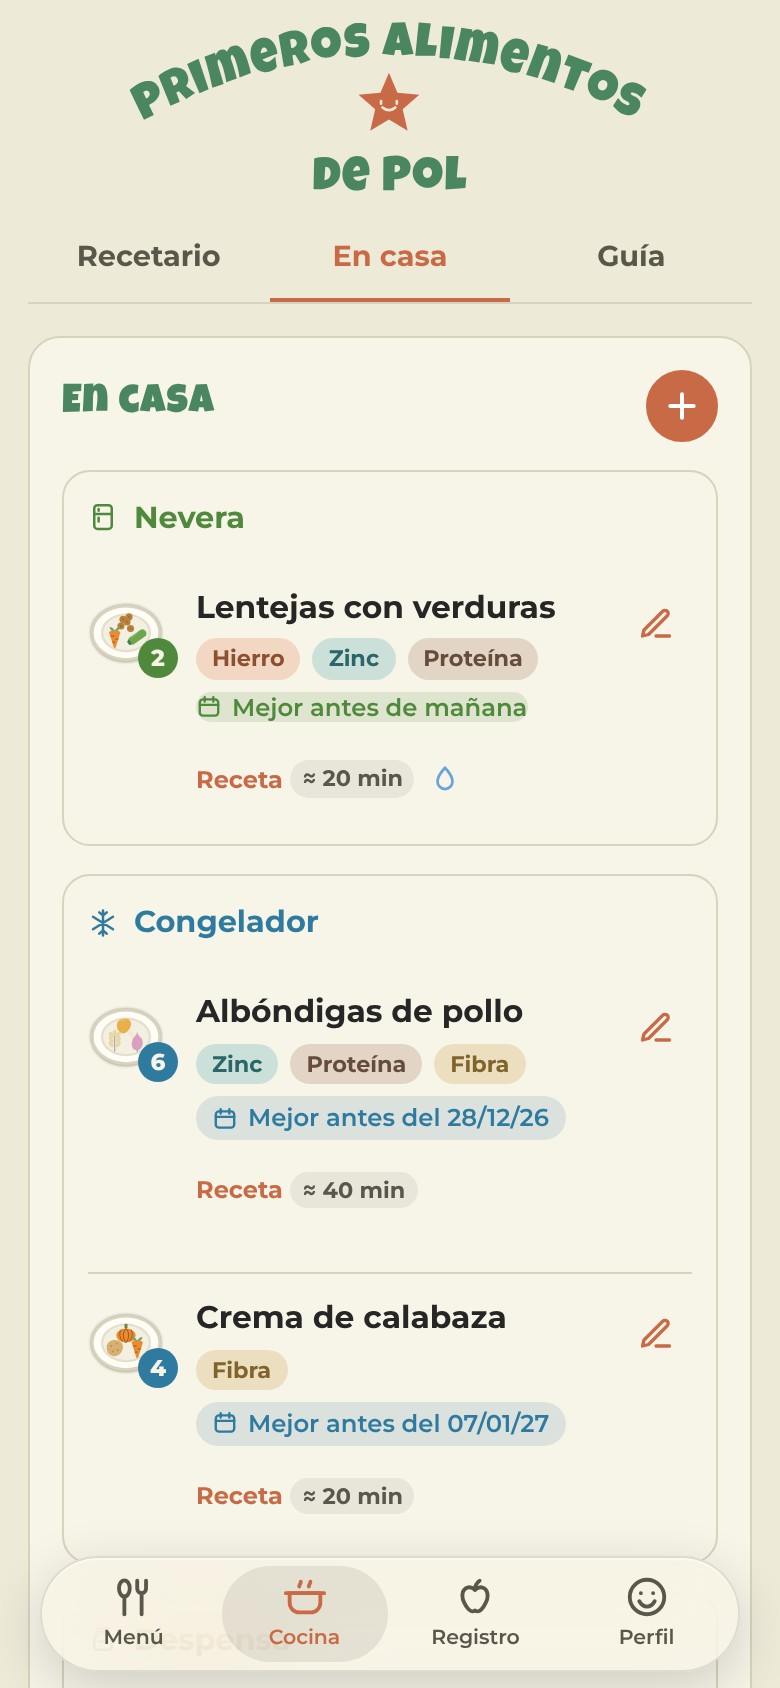 PRIMEROS ALIMENTOS
DE POL
Recetario En casa Guía
En casa
Nevera
Lentejas con verduras
2
Hierro Zinc Proteína
Mejor antes de mañana
Receta ≈ 20 min
Congelador
Albóndigas de pollo
6
Zinc Proteína Fibra
Mejor antes del 28/12/26
Receta ≈ 40 min
Crema de calabaza
4
Fibra
Mejor antes del 07/01/27
Receta ≈ 20 min
Despensa
Menú Cocina Registro Perfil